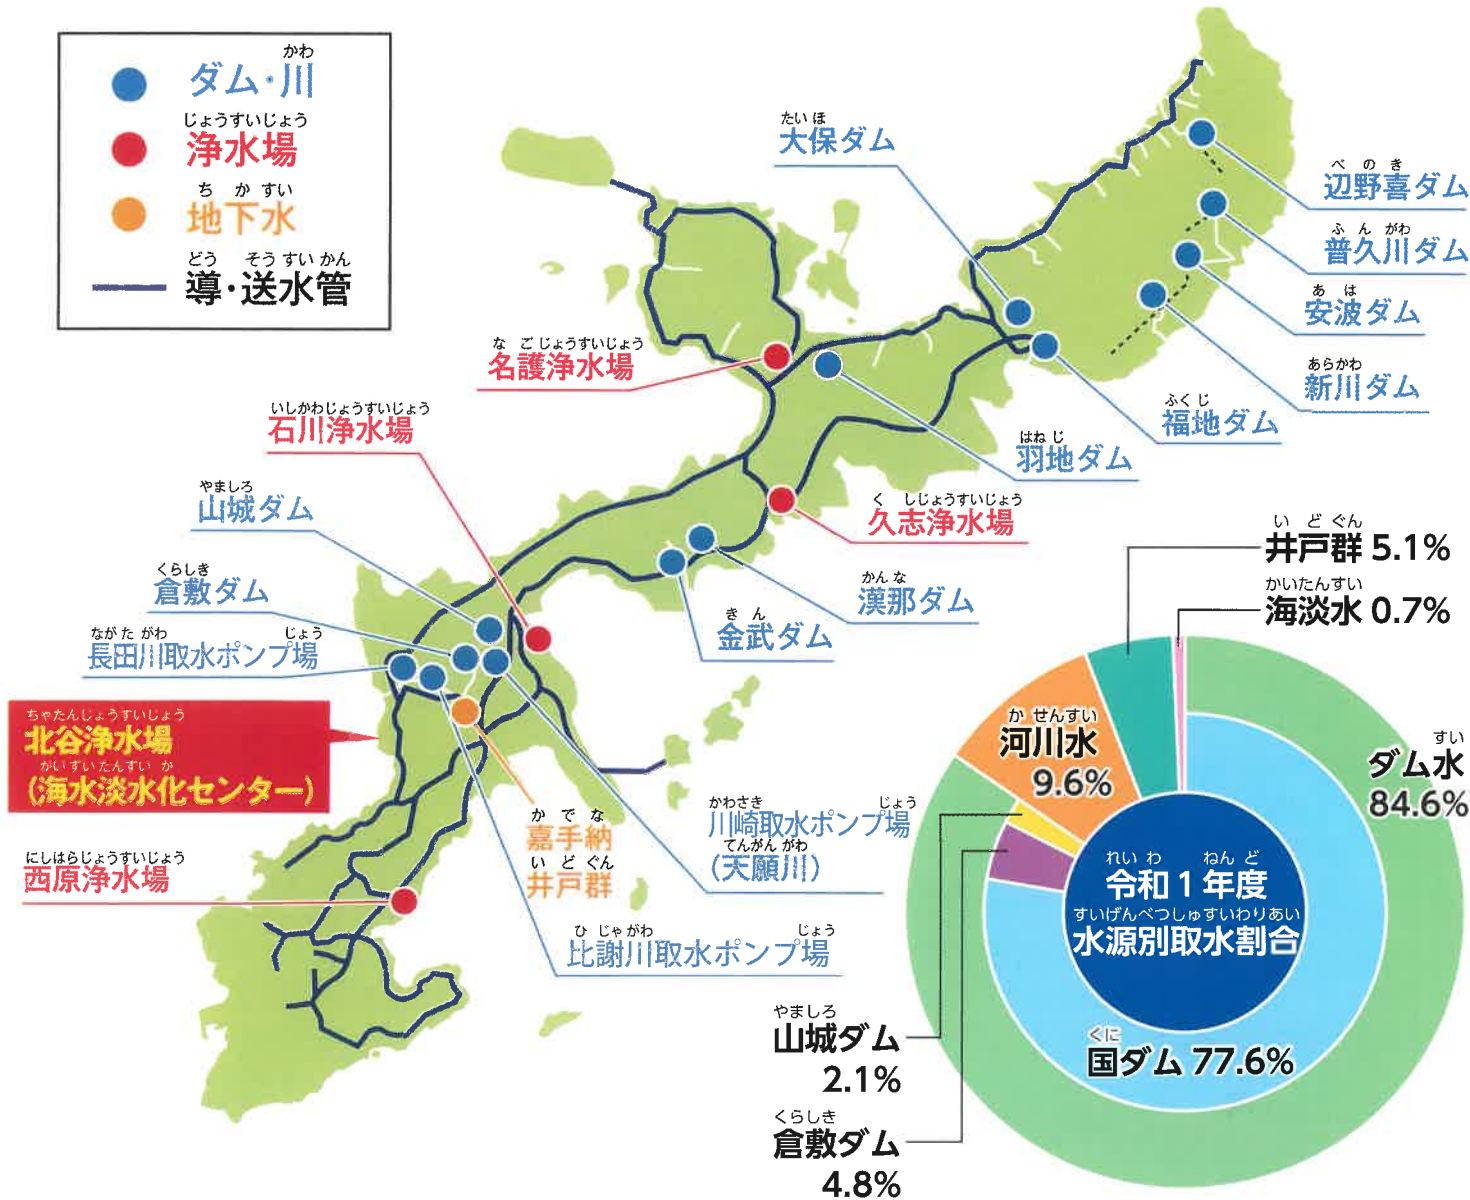 かわ
ダム・川
じょうすいじょう
浄水場
ち か すい
地下水
どう そう すい かん
導・送水管
たい ほ
大保ダム
べ の き
辺野喜ダム
ふ ん がわ
普久川ダム
あ は
安波ダム
あらかわ
新川ダム
ふく じ
福地ダム
はね じ
羽地ダム
な ご じょうすいじょう
名護浄水場
いしかわじょうすいじょう
石川浄水場
く しじょうすいじょう
久志浄水場
やましろ
山城ダム
くらしき
倉敷ダム
なが た がわ じょう
長田川取水ポンプ場
かん な
漢那ダム
き ん
金武ダム
ちゃたんじょうすいじょう
北谷浄水場
かい すい たん すい か
(海水淡水化センター)
か で な
嘉手納
い ど ぐん
井戸群
かわさき じょう
川崎取水ポンプ場
てんがん がわ
(天願川)
にしはらじょうすいじょう
西原浄水場
ひ じゃ がわ じょう
比謝川取水ポンプ場
い ど ぐん
井戸群 5.1%
かいたんすい
海淡水 0.7%
か せんすい
河川水
9.6%
すい
ダム水
84.6%
れい わ ねん ど
令和1年度
すいげんべつしゅすいわりあい
水源別取水割合
くに
国ダム 77.6%
やましろ
山城ダム
2.1%
くらしき
倉敷ダム
4.8%